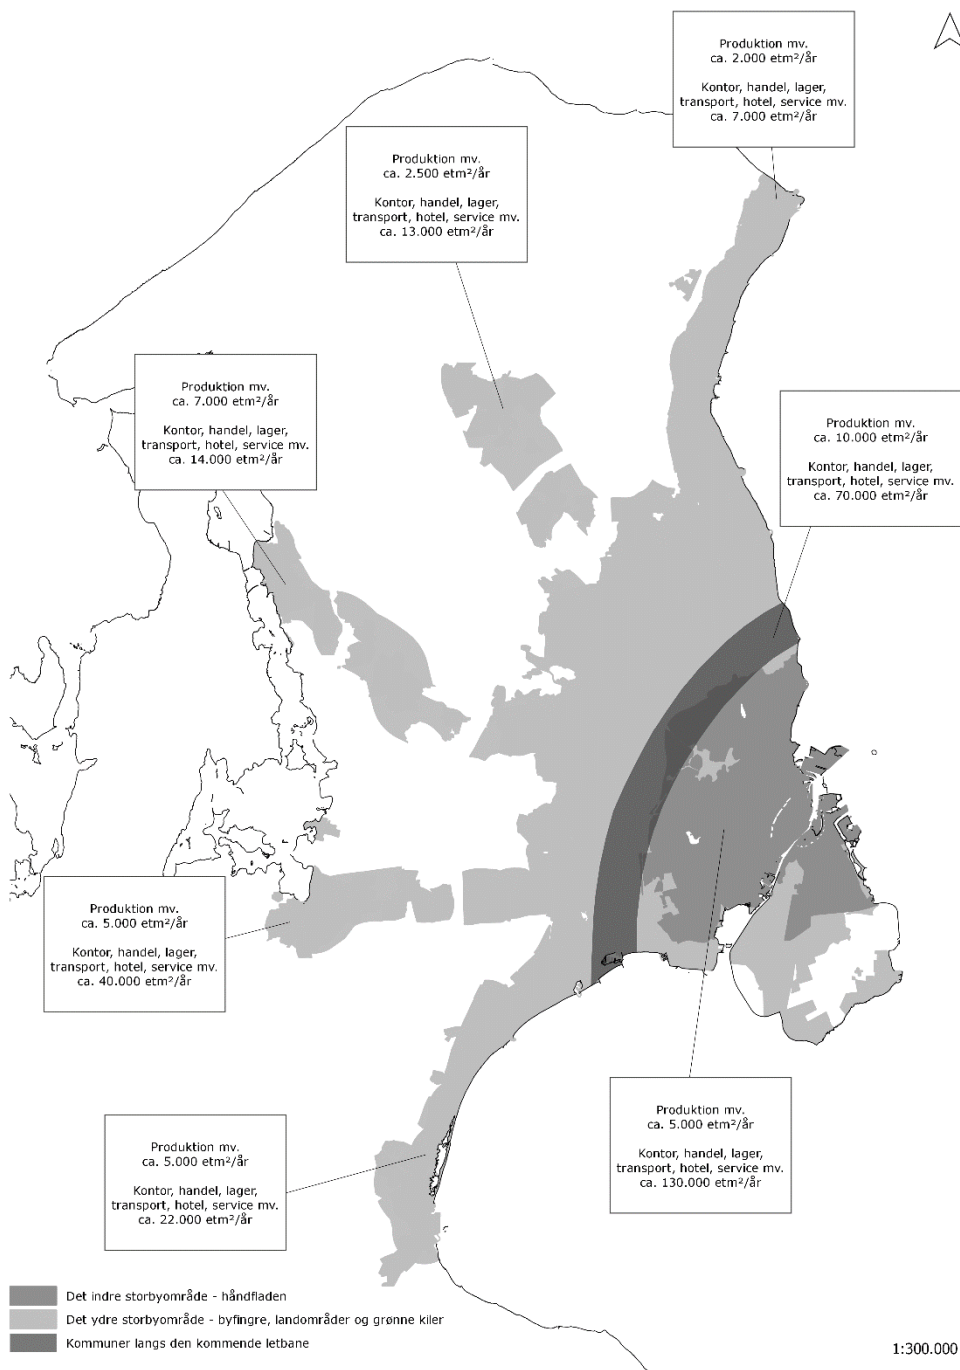 Produktion mv.
ca. 2.000 etm²/år
Kontor, handel, lager,
transport, hotel, service mv.
ca. 7.000 etm²/år
Produktion mv.
ca. 2.500 etm²/år
Kontor, handel, lager,
transport, hotel, service mv.
ca. 13.000 etm²/år
Produktion mv.
ca. 7.000 etm²/år
Kontor, handel, lager,
transport, hotel, service mv.
ca. 14.000 etm²/år
Produktion mv.
ca. 10.000 etm²/år
Kontor, handel, lager,
transport, hotel, service mv.
ca. 70.000 etm²/år
Produktion mv.
ca. 5.000 etm²/år
Kontor, handel, lager,
transport, hotel, service mv.
ca. 40.000 etm²/år
Produktion mv.
ca. 5.000 etm²/år
Kontor, handel, lager,
transport, hotel, service mv.
ca. 130.000 etm²/år
Produktion mv.
ca. 5.000 etm²/år
Kontor, handel, lager,
transport, hotel, service mv.
ca. 22.000 etm²/år
Det indre storbyområde - håndfladen
Det ydre storbyområde - byfingre, landområder og grønne kiler
Kommuner langs den kommende letbane
1:300.000